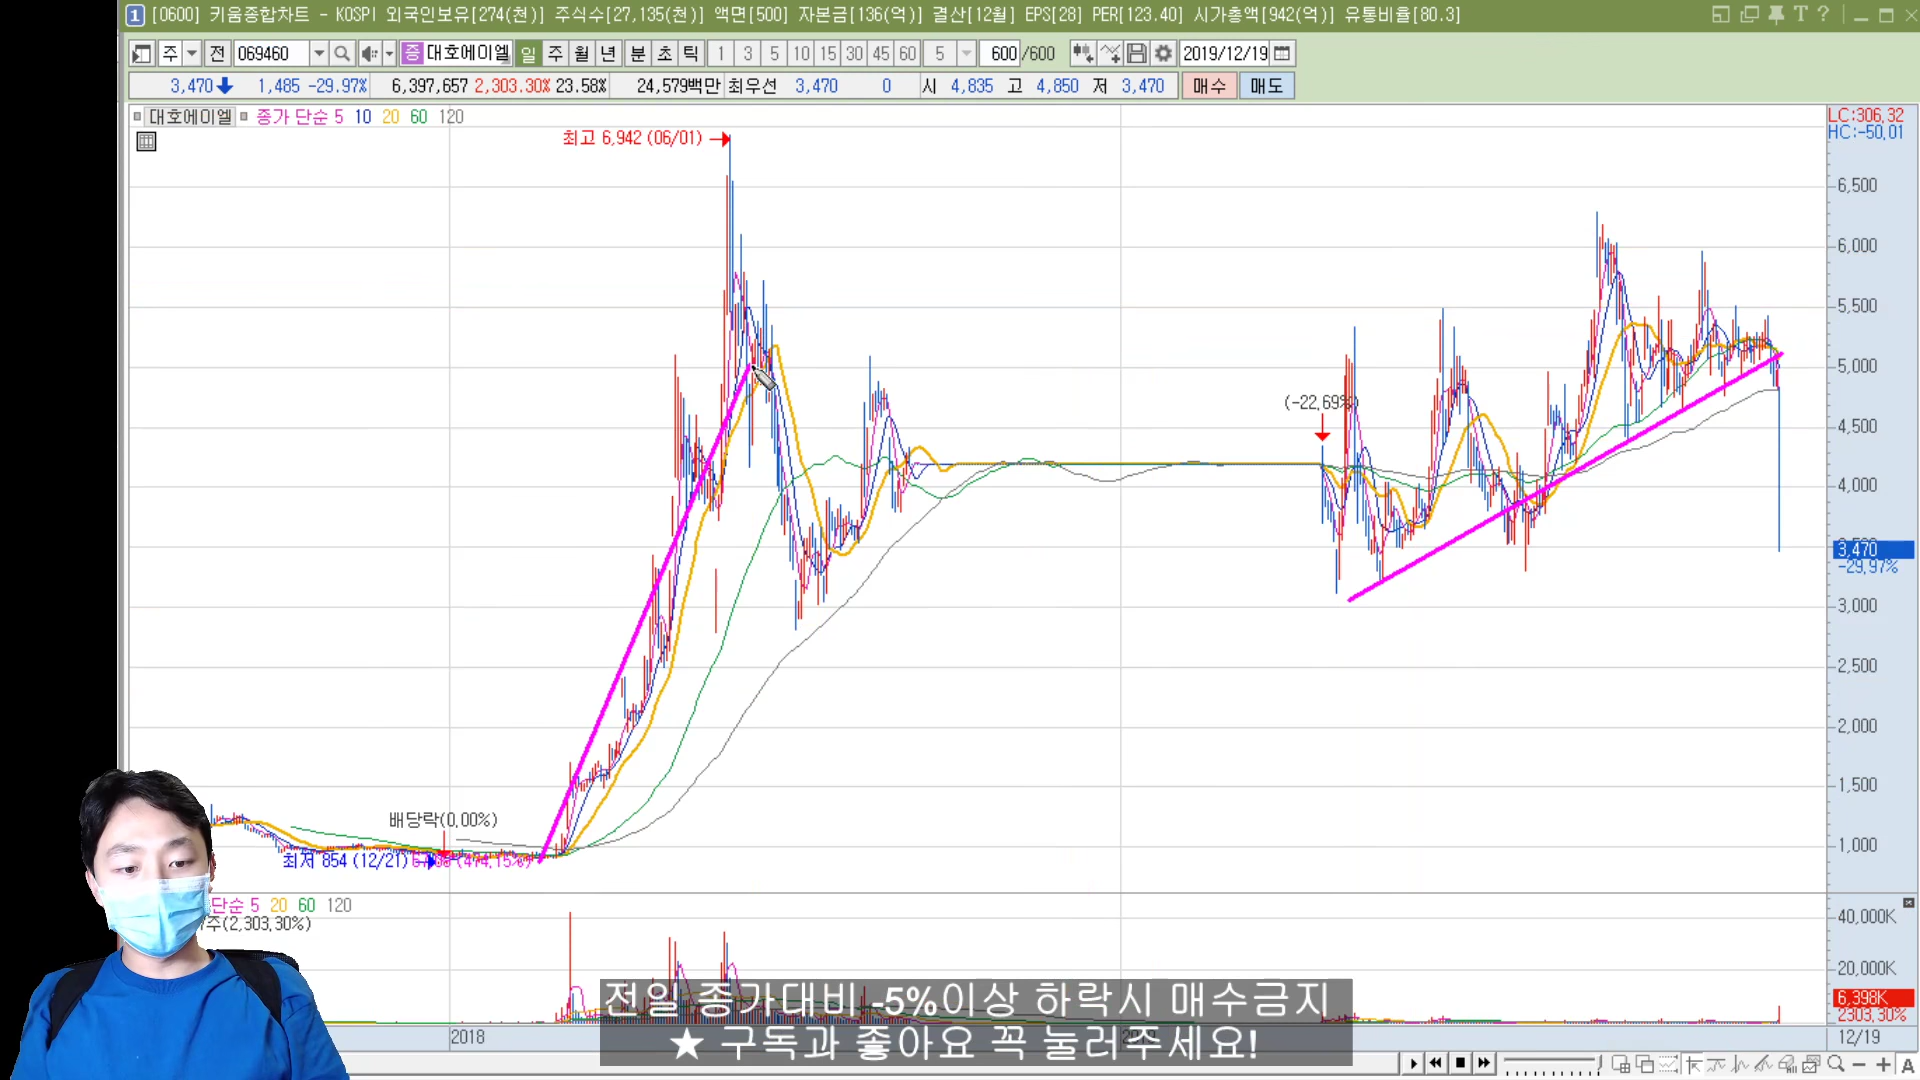 1 [0600] 키움종합차트 - KOSPI 외국인보유[274(천)] 주식수[27,135(천)] 액면[500] 자본금[136(억)] 결산[12월] EPS[28] PER[123.40] 시가총액[942(억)] 유통비율[80.3]
주 전 069460 증 대호에이엘 일 주 월 년 분 초 틱 1 3 5 10 15 30 45 60 5 600/600 2019/12/19
3,470 1,485 -29.97% 6,397,657 2,303.30% 23.58% 24,579백만 최우선 3,470 0 시 4,835 고 4,850 저 3,470 매수 매도
대호에이엘 종가 단순 5 10 20 60 120
LC:306.32
HC:-50.01
최고 6,942 (06/01)
6,500
6,000
5,500
5,000
(-22.69%)
4,500
4,000
3,470
-29.97%
3,000
2,500
2,000
1,500
배당락(0.00%)
1,000
최저 854 (12/21)
단순 5 20 60 120
주(2,303.30%)
40,000K
20,000K
6,398K
2303.30%
전일 종가대비 -5%이상 하락시 매수금지
2018
12/19
★ 구독과 좋아요 꼭 눌러주세요!
A